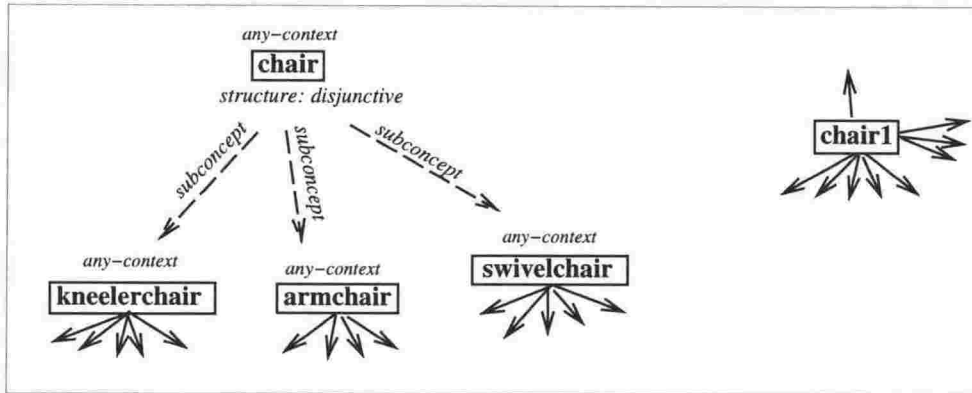 any-context
chair
structure: disjunctive
chair1
subconcept
subconcept
subconcept
any-context
kneelerchair
any-context
armchair
any-context
swivelchair